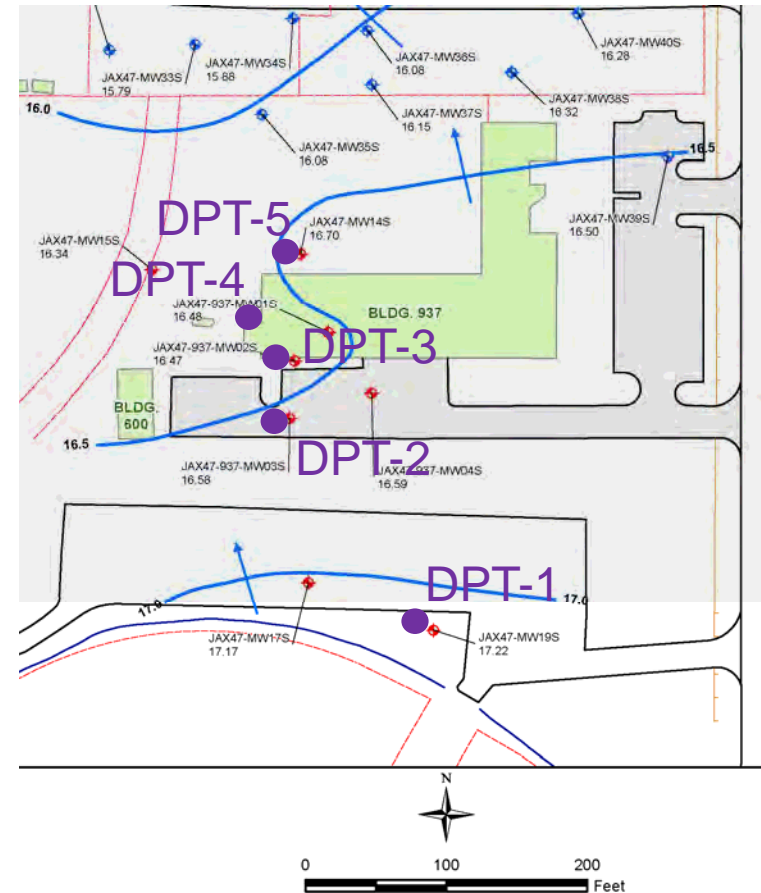 JAX47-MW40S
16.28
JAX47-MW36S
16.08
JAX47-MW34S
15.88
JAX47-MW33S
15.79
JAX47-MW38S
16.32
JAX47-MW37S
16.15
16.0
JAX47-MW35S
16.08
16.5
DPT-5
JAX47-MW14S
16.70
JAX47-MW39S
16.50
JAX47-MW15S
16.34
DPT-4
JAX47-937-MW01S
16.48
BLDG. 937
DPT-3
JAX47-937-MW02S
16.47
BLDG.
600
16.5
DPT-2
JAX47-937-MW03S
16.58
JAX47-937-MW04S
16.59
DPT-1
17.0
17.0
JAX47-MW17S
17.17
JAX47-MW19S
17.22
N
0 100 200
Feet